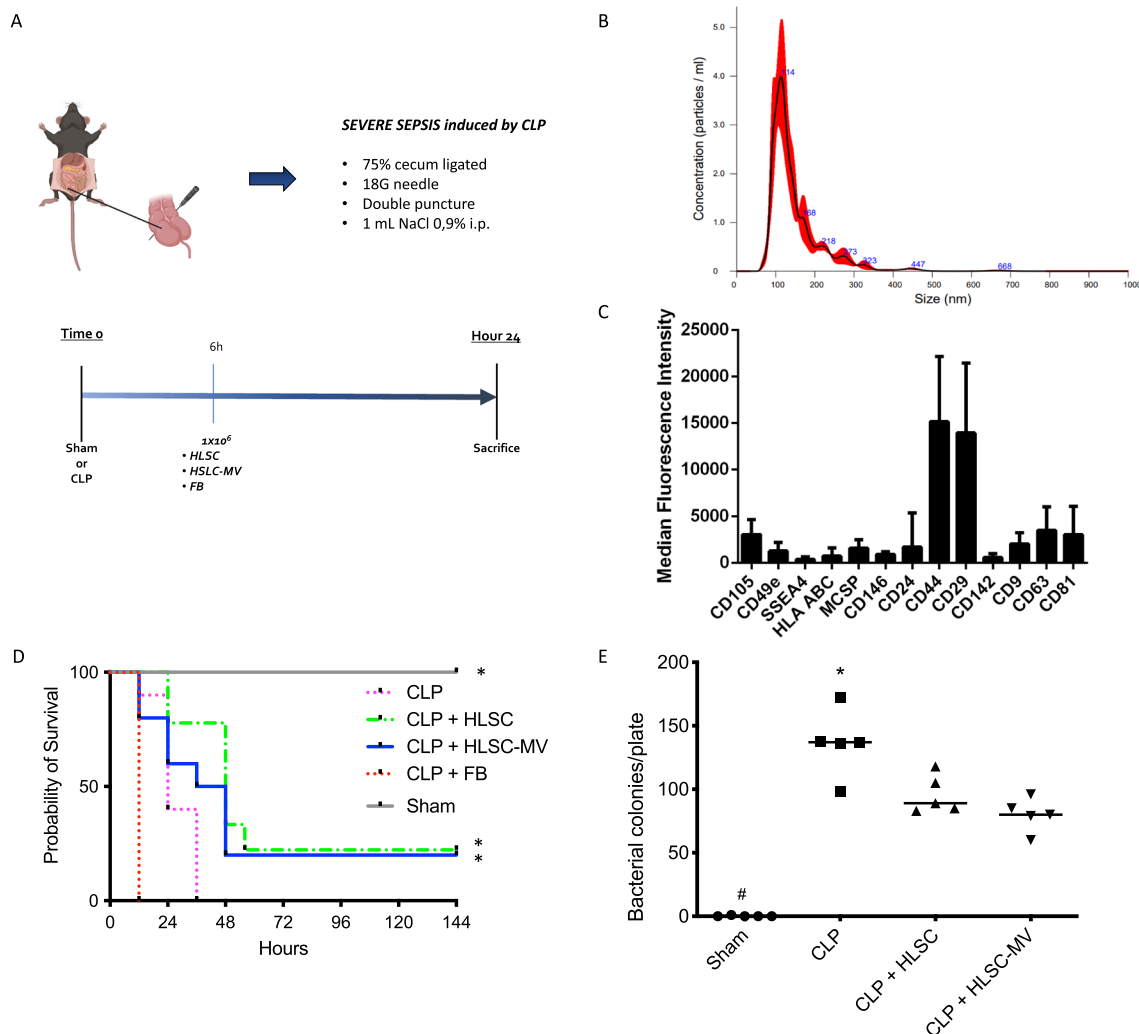 A
SEVERE SEPSIS induced by CLP
• 75% cecum ligated
• 18G needle
• Double puncture
• 1 mL NaCl 0,9% i.p.
Time 0
6h
Hour 24
Sham
or
CLP
1x10⁶
• HLSC
• HSLC-MV
• FB
Sacrifice
B
Concentration (particles / ml)
5.0
4.0
3.0
2.0
1.0
0
114
168
218
273
323
447
668
0 100 200 300 400 500 600 700 800 900 1000
Size (nm)
C
Median Fluorescence Intensity
25000
20000
15000
10000
5000
0
CD105 CD49e SSEA4 HLA ABC MCSP CD146 CD24 CD44 CD29 CD142 CD9 CD63 CD81
D
Probability of Survival
100
50
0
CLP
CLP + HLSC
CLP + HLSC-MV
CLP + FB
Sham
*
*
*
0 24 48 72 96 120 144
Hours
E
Bacterial colonies/plate
200
150
100
50
0
#
*
Sham CLP CLP + HLSC CLP + HLSC-MV